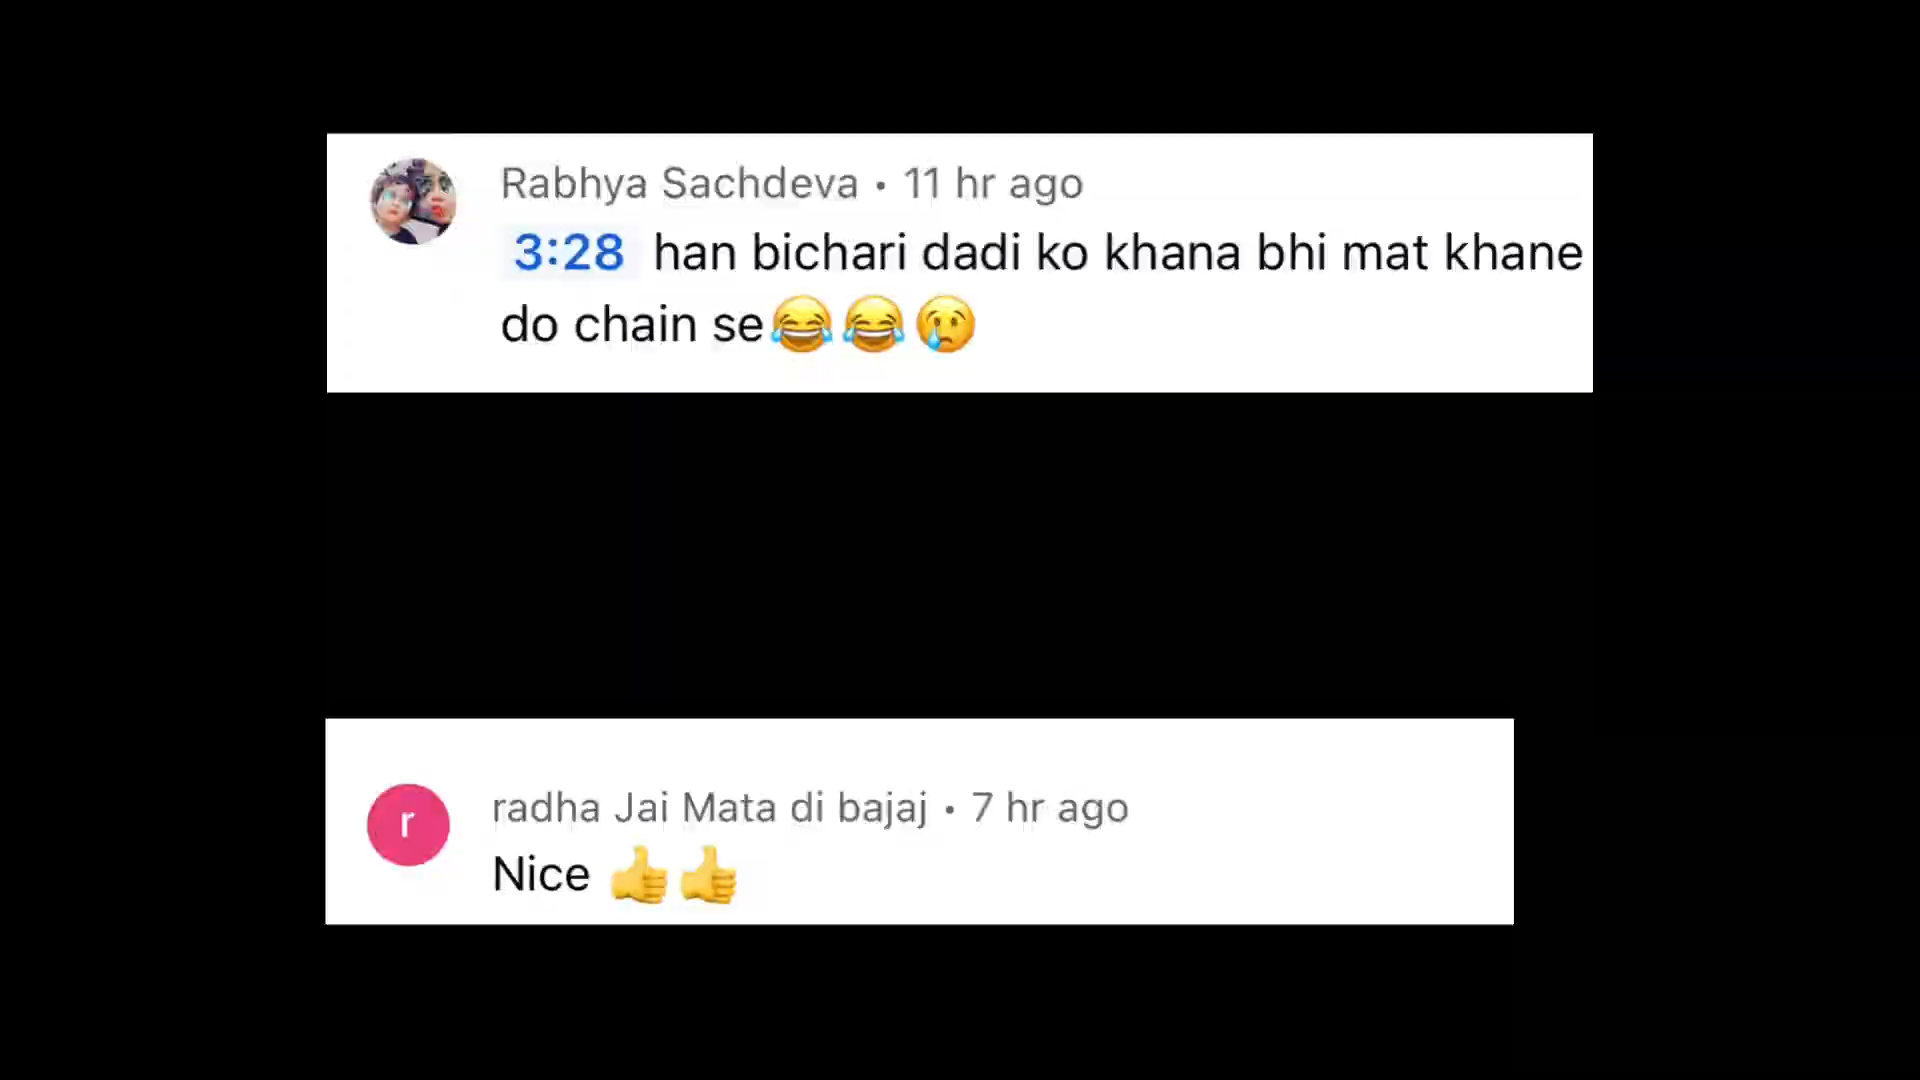 Rabhya Sachdeva • 11 hr ago
3:28 han bichari dadi ko khana bhi mat khane
do chain se😂😂😢
r
radha Jai Mata di bajaj • 7 hr ago
Nice 👍👍